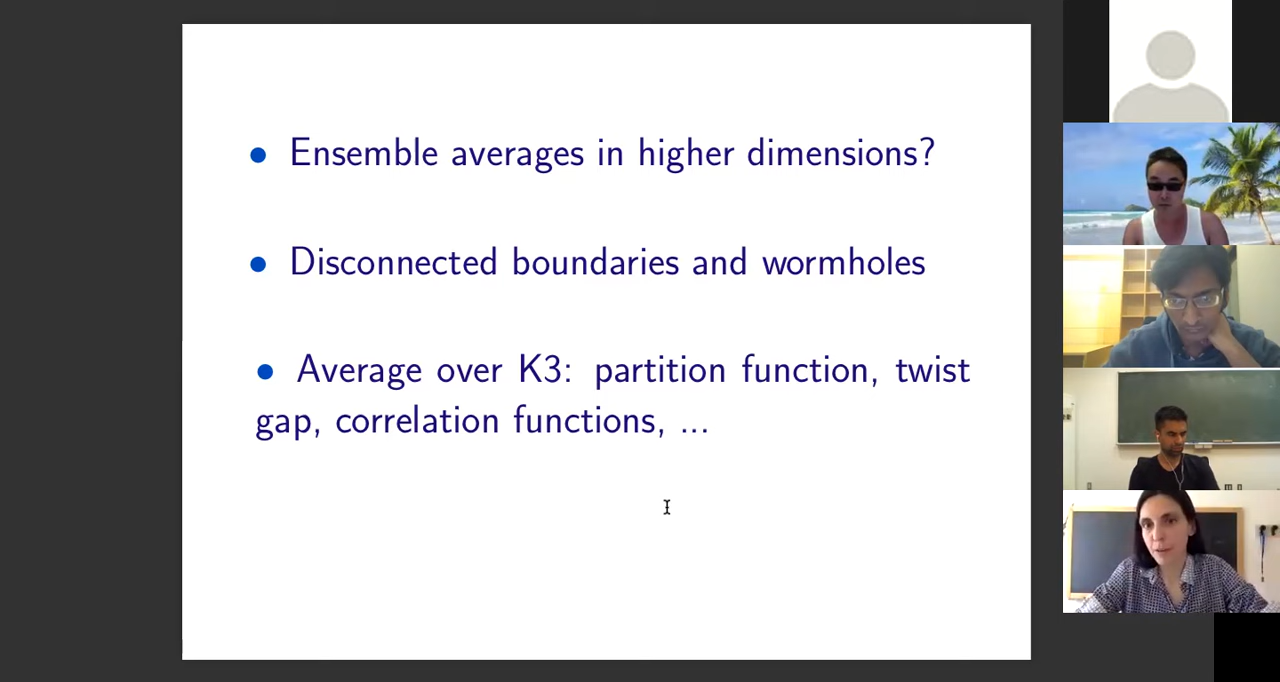 • Ensemble averages in higher dimensions?
• Disconnected boundaries and wormholes
• Average over K3: partition function, twist
gap, correlation functions, ...